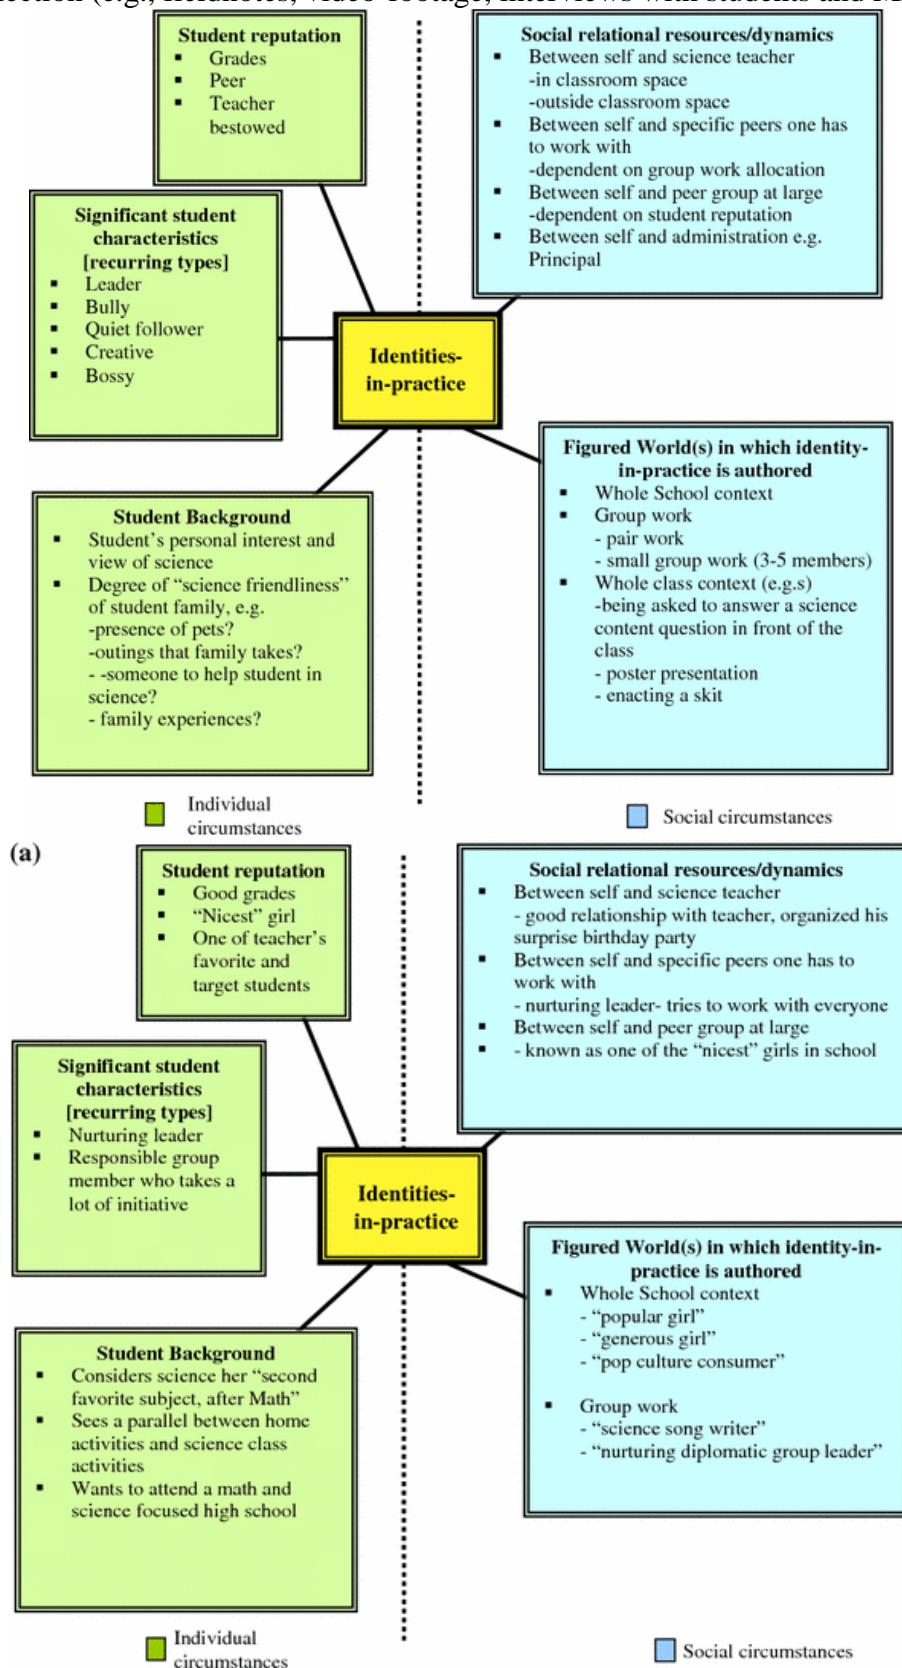 (e.g., fieldnotes, video footage, interviews with students and
Student reputation
▪ Grades
▪ Peer
▪ Teacher
bestowed
Social relational resources/dynamics
▪ Between self and science teacher
-in classroom space
-outside classroom space
▪ Between self and specific peers one has
to work with
-dependent on group work allocation
▪ Between self and peer group at large
-dependent on student reputation
▪ Between self and administration e.g.
Principal
Significant student
characteristics
[recurring types]
▪ Leader
▪ Bully
▪ Quiet follower
▪ Creative
▪ Bossy
Identities-
in-practice
Student Background
▪ Student's personal interest and
view of science
▪ Degree of “science friendliness”
of student family, e.g.
-presence of pets?
-outings that family takes?
- -someone to help student in
science?
- family experiences?
Figured World(s) in which identity-
in-practice is authored
▪ Whole School context
▪ Group work
- pair work
- small group work (3-5 members)
▪ Whole class context (e.g.s)
-being asked to answer a science
content question in front of the
class
- poster presentation
- enacting a skit
Individual
circumstances
Social circumstances
(a)
Student reputation
▪ Good grades
▪ “Nicest” girl
▪ One of teacher's
favorite and
target students
Social relational resources/dynamics
▪ Between self and science teacher
- good relationship with teacher, organized his
surprise birthday party
▪ Between self and specific peers one has to
work with
- nurturing leader- tries to work with everyone
▪ Between self and peer group at large
▪ - known as one of the “nicest” girls in school
Significant student
characteristics
[recurring types]
▪ Nurturing leader
▪ Responsible group
member who takes a
lot of initiative
Identities-
in-practice
Student Background
▪ Considers science her “second
favorite subject, after Math”
▪ Sees a parallel between home
activities and science class
activities
▪ Wants to attend a math and
science focused high school
Figured World(s) in which identity-in-
practice is authored
▪ Whole School context
- “popular girl”
- “generous girl”
- “pop culture consumer”
▪ Group work
- “science song writer”
- “nurturing diplomatic group leader”
Individual
circumstances
Social circumstances